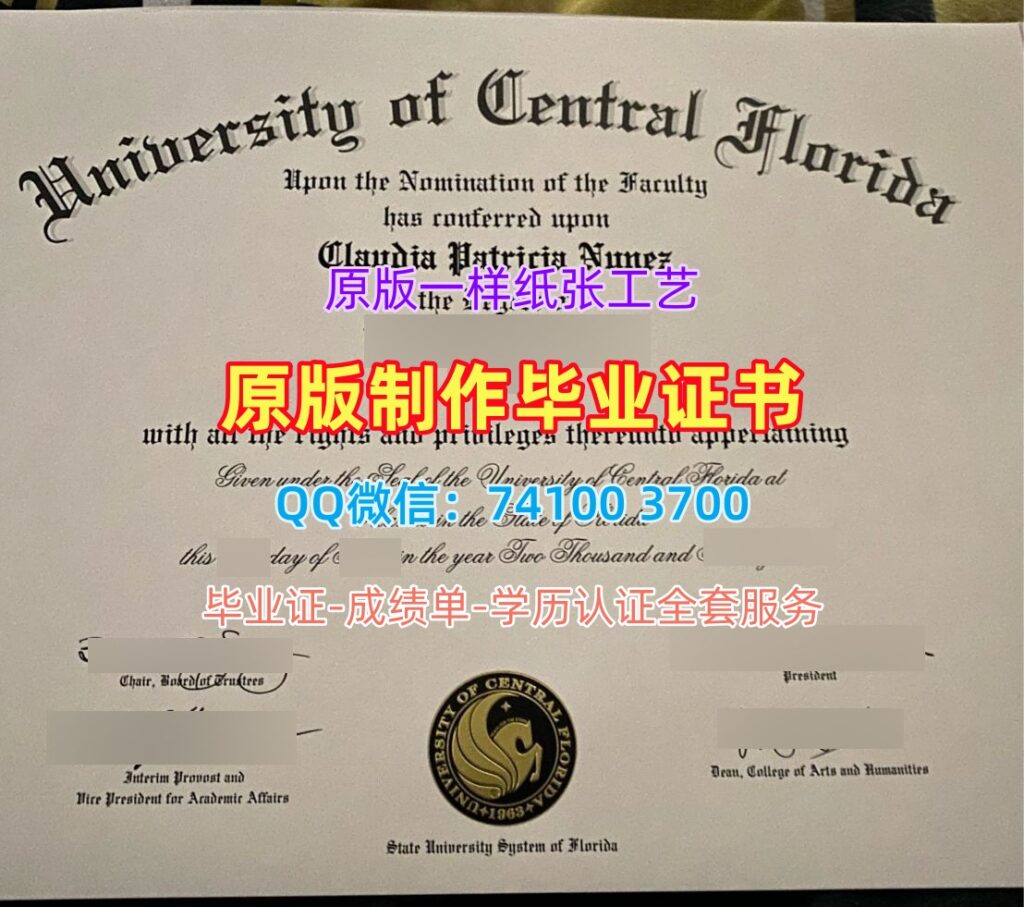 University of Central Florida
Upon the Nomination of the Faculty
has conferred upon
Claudia Patricia Nunez
原版一样纸张工艺
the
原版制作毕业证书
with all the rights and privileges thereunto appertaining
Given under the Seal of the University of Central Florida at
QQ微信：74100 3700
in the State of Florida
this day of in the year Two Thousand and
毕业证-成绩单-学历认证全套服务
Chair, Board of Trustees
President
Interim Provost and
Vice President for Academic Affairs
Dean, College of Arts and Humanities
UNIVERSITY OF CENTRAL FLORIDA
1963
State University System of Florida